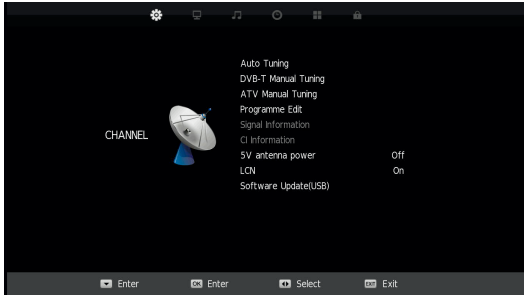 Auto Tuning
DVB-T Manual Tuning
ATV Manual Tuning
Programme Edit
Signal Information
CHANNEL
CI Information
5V antenna power Off
LCN On
Software Update(USB)
Enter OK Enter Select EXIT Exit